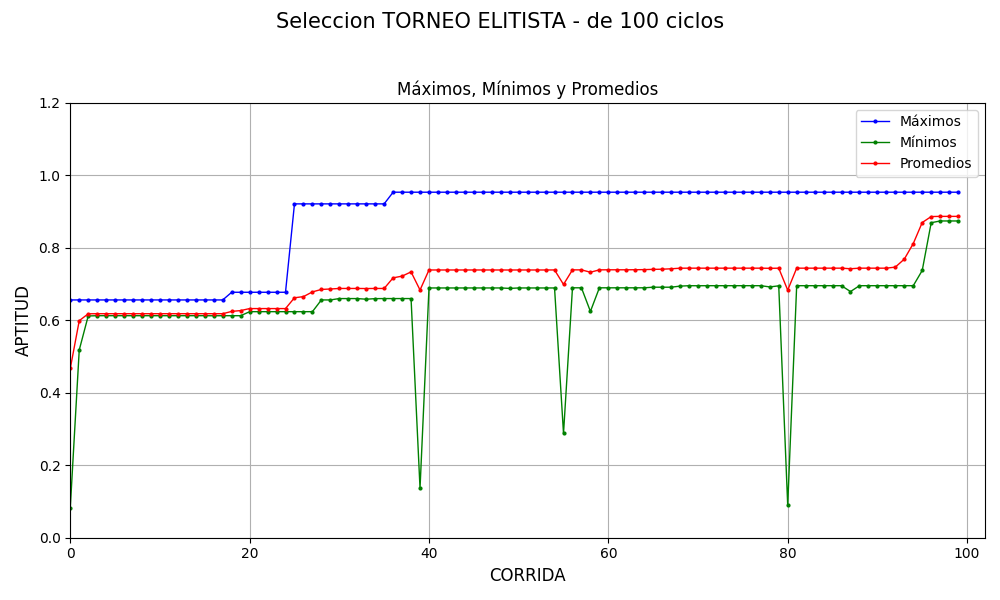 Seleccion TORNEO ELITISTA - de 100 ciclos
Máximos, Mínimos y Promedios
1.2
1.0
0.8
0.6
0.4
0.2
0.0
APTITUD
Máximos
Mínimos
Promedios
0 20 40 60 80 100
CORRIDA